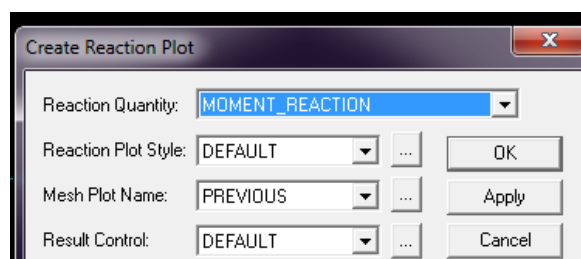 Create Reaction Plot
Reaction Quantity: MOMENT_REACTION
Reaction Plot Style: DEFAULT ... OK
Mesh Plot Name: PREVIOUS ... Apply
Result Control: DEFAULT ... Cancel